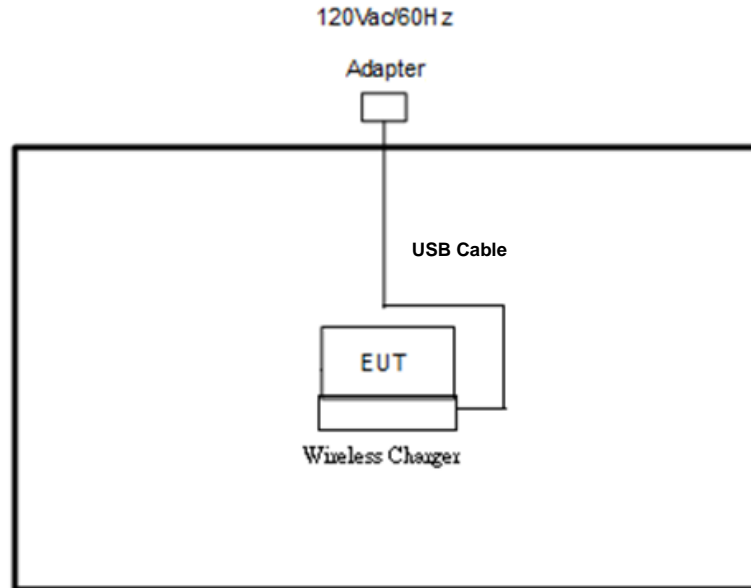 120Vac/60Hz
Adapter
USB Cable
EUT
Wireless Charger